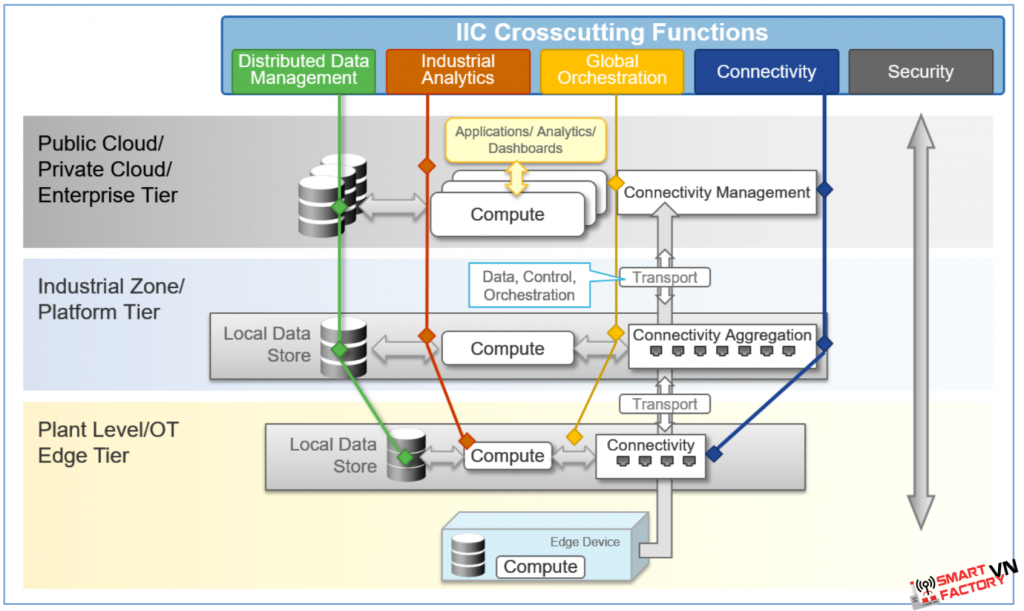 IIC Crosscutting Functions
Distributed Data
Management
Industrial
Analytics
Global
Orchestration
Connectivity
Security
Public Cloud/
Private Cloud/
Enterprise Tier
Applications/ Analytics/
Dashboards
Compute
Connectivity Management
Data, Control,
Orchestration
Transport
Industrial Zone/
Platform Tier
Local Data
Store
Compute
Connectivity Aggregation
Transport
Plant Level/OT
Edge Tier
Local Data
Store
Compute
Connectivity
Edge Device
Compute
SMART VN
FACTORY